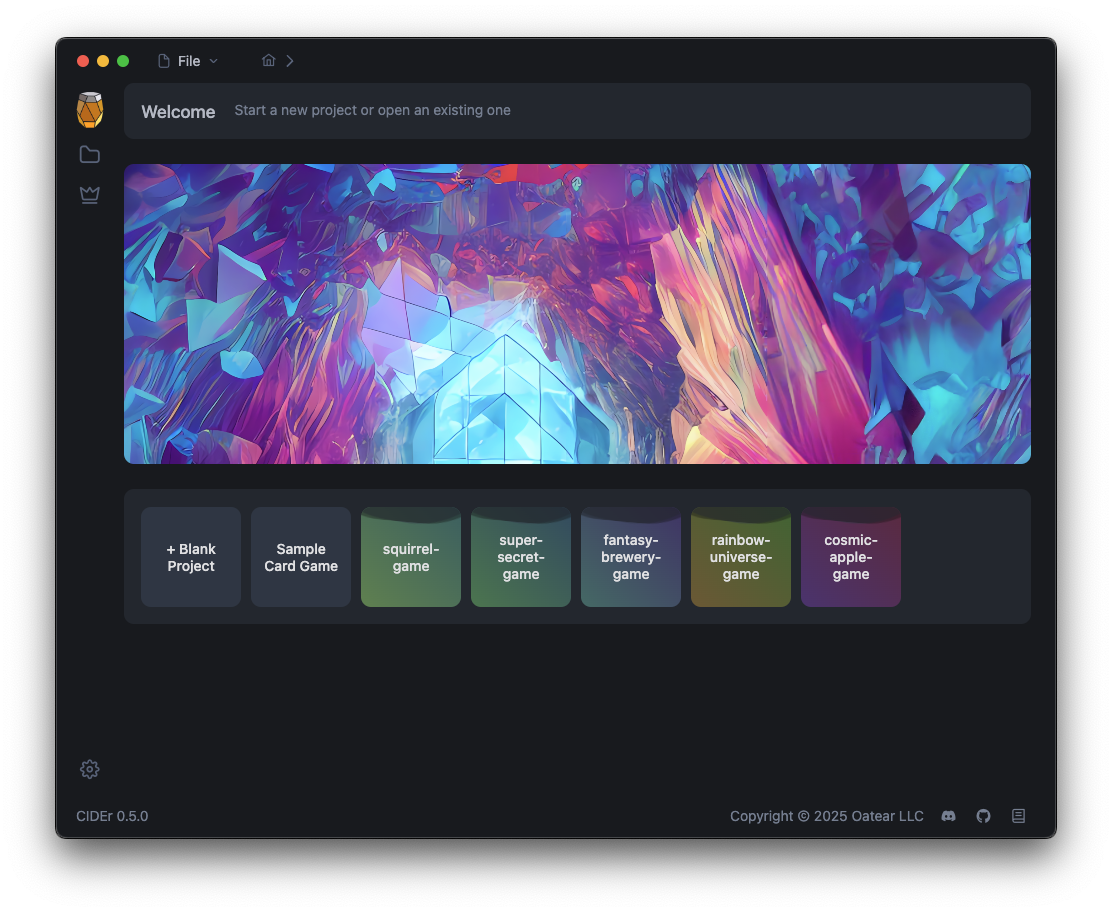 File
Welcome
Start a new project or open an existing one
+ Blank
Project
Sample
Card Game
squirrel-
game
super-
secret-
game
fantasy-
brewery-
game
rainbow-
universe-
game
cosmic-
apple-
game
CIDEr 0.5.0
Copyright © 2025 Oatear LLC